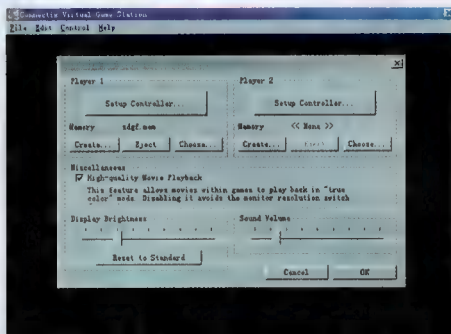 Connectix Virtual Game Station
File Edit Control Help
Player 1
Player 2
Setup Controller...
Setup Controller...
Memory sdgf.mem
Memory << None >>
Create... Eject Choose...
Create... Eject Choose...
Miscellaneous
High-quality Movie Playback
This feature allows movies within games to play back in "true
color" mode. Disabling it avoids the monitor resolution switch
Display Brightness
Sound Volume
Reset to Standard
Cancel OK